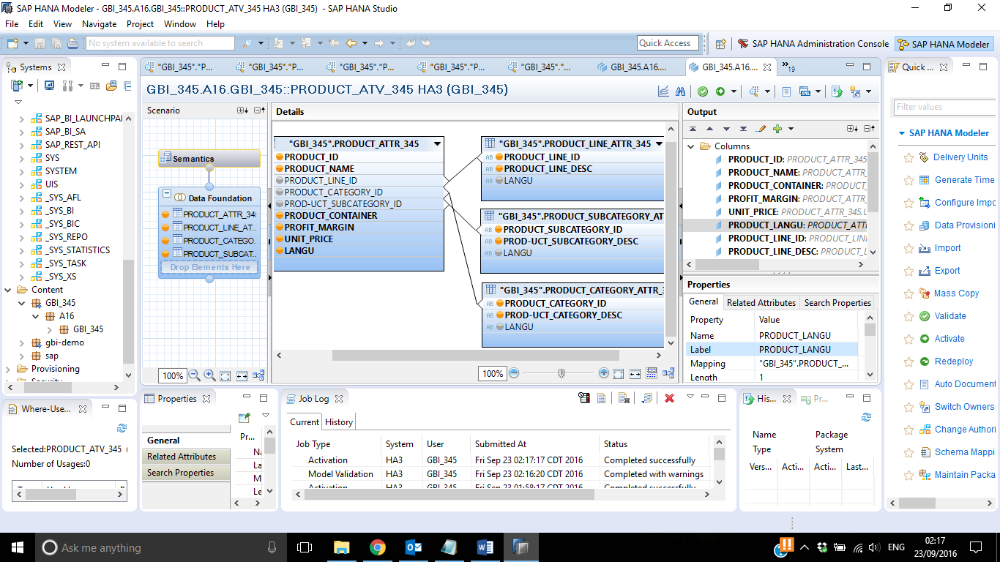 SAP HANA Modeler - GBI_345.A16.GBI_345::PRODUCT_ATV_345 HA3 (GBI_345) - SAP HANA Studio
File Edit View Navigate Project Window Help
No system available to search
Quick Access
SAP HANA Administration Console
SAP HANA Modeler
Systems
SAP_BI_LAUNCHPA
SAP_BI_SA
SAP_REST_API
SYS
SYSTEM
UIS
_SYS_AFL
_SYS_BI
_SYS_BIC
_SYS_REPO
_SYS_STATISTICS
_SYS_TASK
_SYS_XS
Content
GBI_345
A16
GBI_345
gbi-demo
sap
Provisioning
"GBI_345"."P... "GBI_345"."P... "GBI_345"."P... "GBI_345"."P... "GBI_345"."... GBI_345.A16.... GBI_345.A16.... »19
GBI_345.A16.GBI_345::PRODUCT_ATV_345 HA3 (GBI_345)
Scenario
Semantics
Data Foundation
PRODUCT_ATTR_34
PRODUCT_LINE_AT...
PRODUCT_CATEGO...
PRODUCT_SUBCAT...
Drop Elements Here
100%
Details
"GBI_345".PRODUCT_ATTR_345
PRODUCT_ID
PRODUCT_NAME
PRODUCT_LINE_ID
PRODUCT_CATEGORY_ID
PROD-UCT_SUBCATEGORY_ID
PRODUCT_CONTAINER
PROFIT_MARGIN
UNIT_PRICE
LANGU
"GBI_345".PRODUCT_LINE_ATTR_345
AB PRODUCT_LINE_ID
AB PRODUCT_LINE_DESC
AB LANGU
"GBI_345".PRODUCT_SUBCATEGORY_AT
AB PRODUCT_SUBCATEGORY_ID
AB PROD-UCT_SUBCATEGORY_DESC
AB LANGU
"GBI_345".PRODUCT_CATEGORY_ATTR_3
AB PRODUCT_CATEGORY_ID
AB PROD-UCT_CATEGORY_DESC
AB LANGU
100%
Output
Columns
PRODUCT_ID: PRODUCT_ATTR_345
PRODUCT_NAME: PRODUCT_ATTR_
PRODUCT_CONTAINER: PRODUCT_
PROFIT_MARGIN: PRODUCT_ATTR_
UNIT_PRICE: PRODUCT_ATTR_345.U
PRODUCT_LANGU: PRODUCT_ATTI
PRODUCT_LINE_ID: PRODUCT_LINE
PRODUCT_LINE_DESC: PRODUCT_L
Properties
General Related Attributes Search Properties
Property Value
Name PRODUCT_LANGU
Label PRODUCT_LANGU
Mapping "GBI_345".PRODUCT_...
Length 1
Quick ...
Filter values
SAP HANA Modeler
Delivery Units
Generate Time
Configure Impo
Data Provisioni
Import
Export
Mass Copy
Validate
Activate
Redeploy
Auto Document
Switch Owners
Change Authori
Schema Mappi
Maintain Packa
Where-Use...
Selected:PRODUCT_ATV_345 (
Number of Usages:0
Properties
General
Related Attributes
Search Properties
Pr...
Na
La
M
Le
Job Log
Current History
Job Type System User Submitted At Status
Activation HA3 GBI_345 Fri Sep 23 02:17:17 CDT 2016 Completed successfully
Model Validation HA3 GBI_345 Fri Sep 23 02:16:20 CDT 2016 Completed with warnings
Activation HA3 GBI_345 Fri Sep 23 01:58:17 CDT 2016 Completed successfully
His... Pr...
Name Package
Type System
Vers... Acti... Acti... Last...
Ask me anything
ENG
02:17
23/09/2016